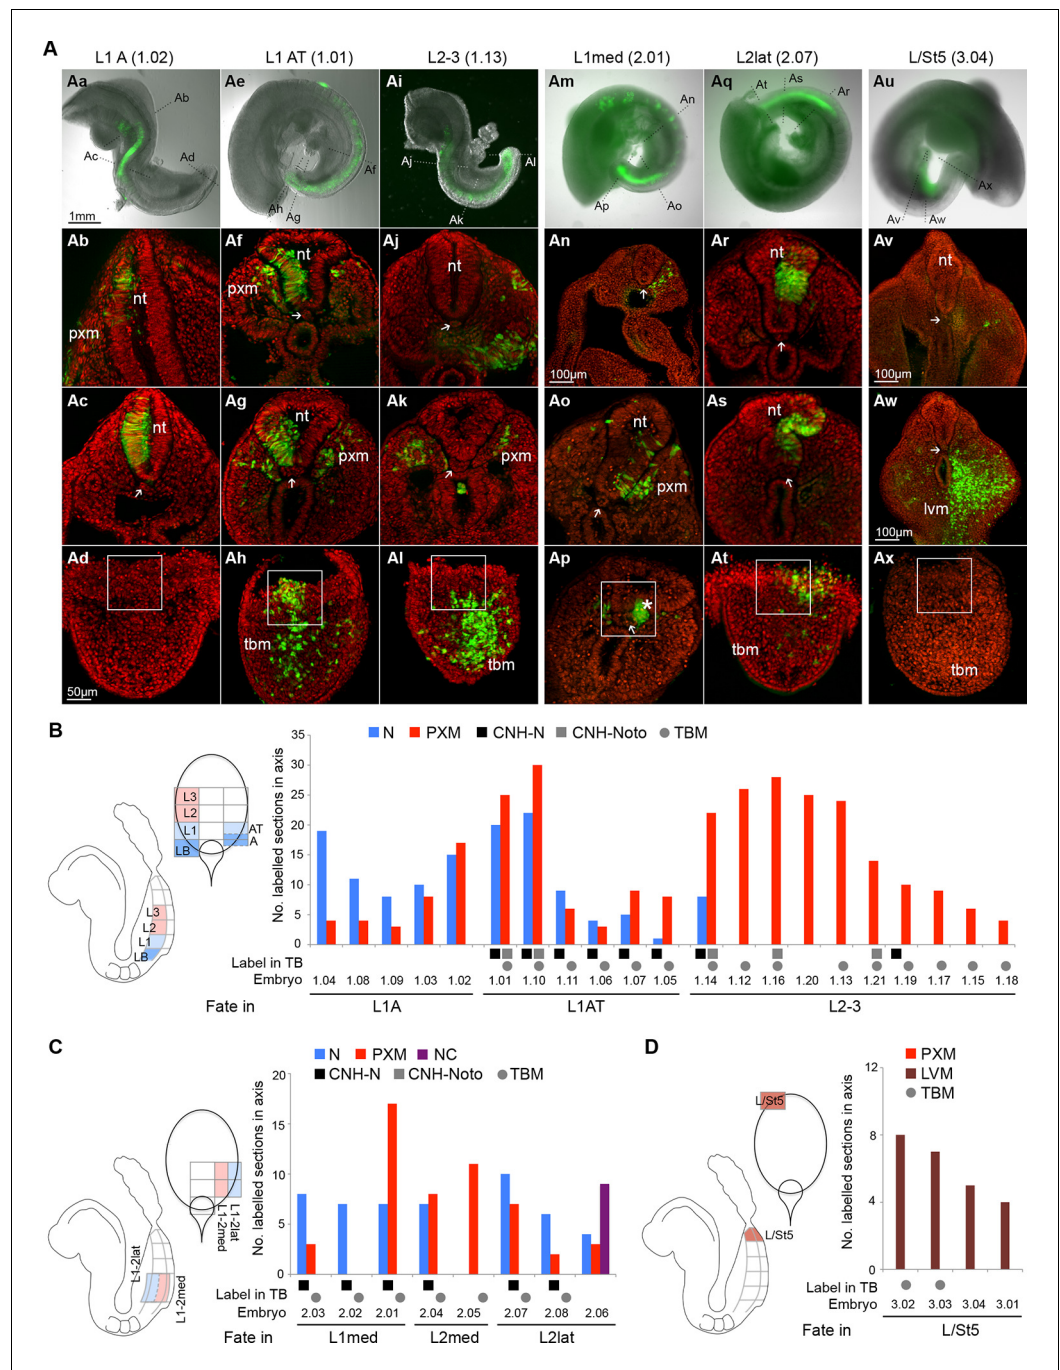 A
L1 A (1.02) L1 AT (1.01) L2-3 (1.13) L1med (2.01) L2lat (2.07) L/St5 (3.04)
Aa Ab Ac Ad 1mm
Ae Af Ah Ag
Ai Aj Al Ak
Am An Ap Ao
Aq At As Ar
Au Ax Av Aw
Ab nt pxm
Af nt pxm
Aj nt
An 100µm
Ar nt
Av nt 100µm
Ac nt
Ag nt
Ak pxm
Ao nt pxm
As nt
Aw lvm 100µm
Ad 50µm
Ah tbm
Al tbm
Ap *
At tbm
Ax tbm
B
N PXM CNH-N CNH-Noto TBM
L3
L2
L1 AT
LB A
L3
L2
L1
LB
No. labelled sections in axis
35
30
25
20
15
10
5
0
Label in TB
Embryo 1.04 1.08 1.09 1.03 1.02 1.01 1.10 1.11 1.06 1.07 1.05 1.14 1.12 1.16 1.20 1.13 1.21 1.19 1.17 1.15 1.18
Fate in L1A L1AT L2-3
C
N PXM NC
CNH-N CNH-Noto TBM
L1-2lat
L1-2med
L1-2lat
L1-2med
No. labelled sections in axis
20
15
10
5
0
Label in TB
Embryo 2.03 2.02 2.01 2.04 2.05 2.07 2.08 2.06
Fate in L1med L2med L2lat
D
PXM
LVM
TBM
L/St5
L/St5
No. labelled sections in axis
12
8
4
0
Label in TB
Embryo 3.02 3.03 3.04 3.01
Fate in L/St5